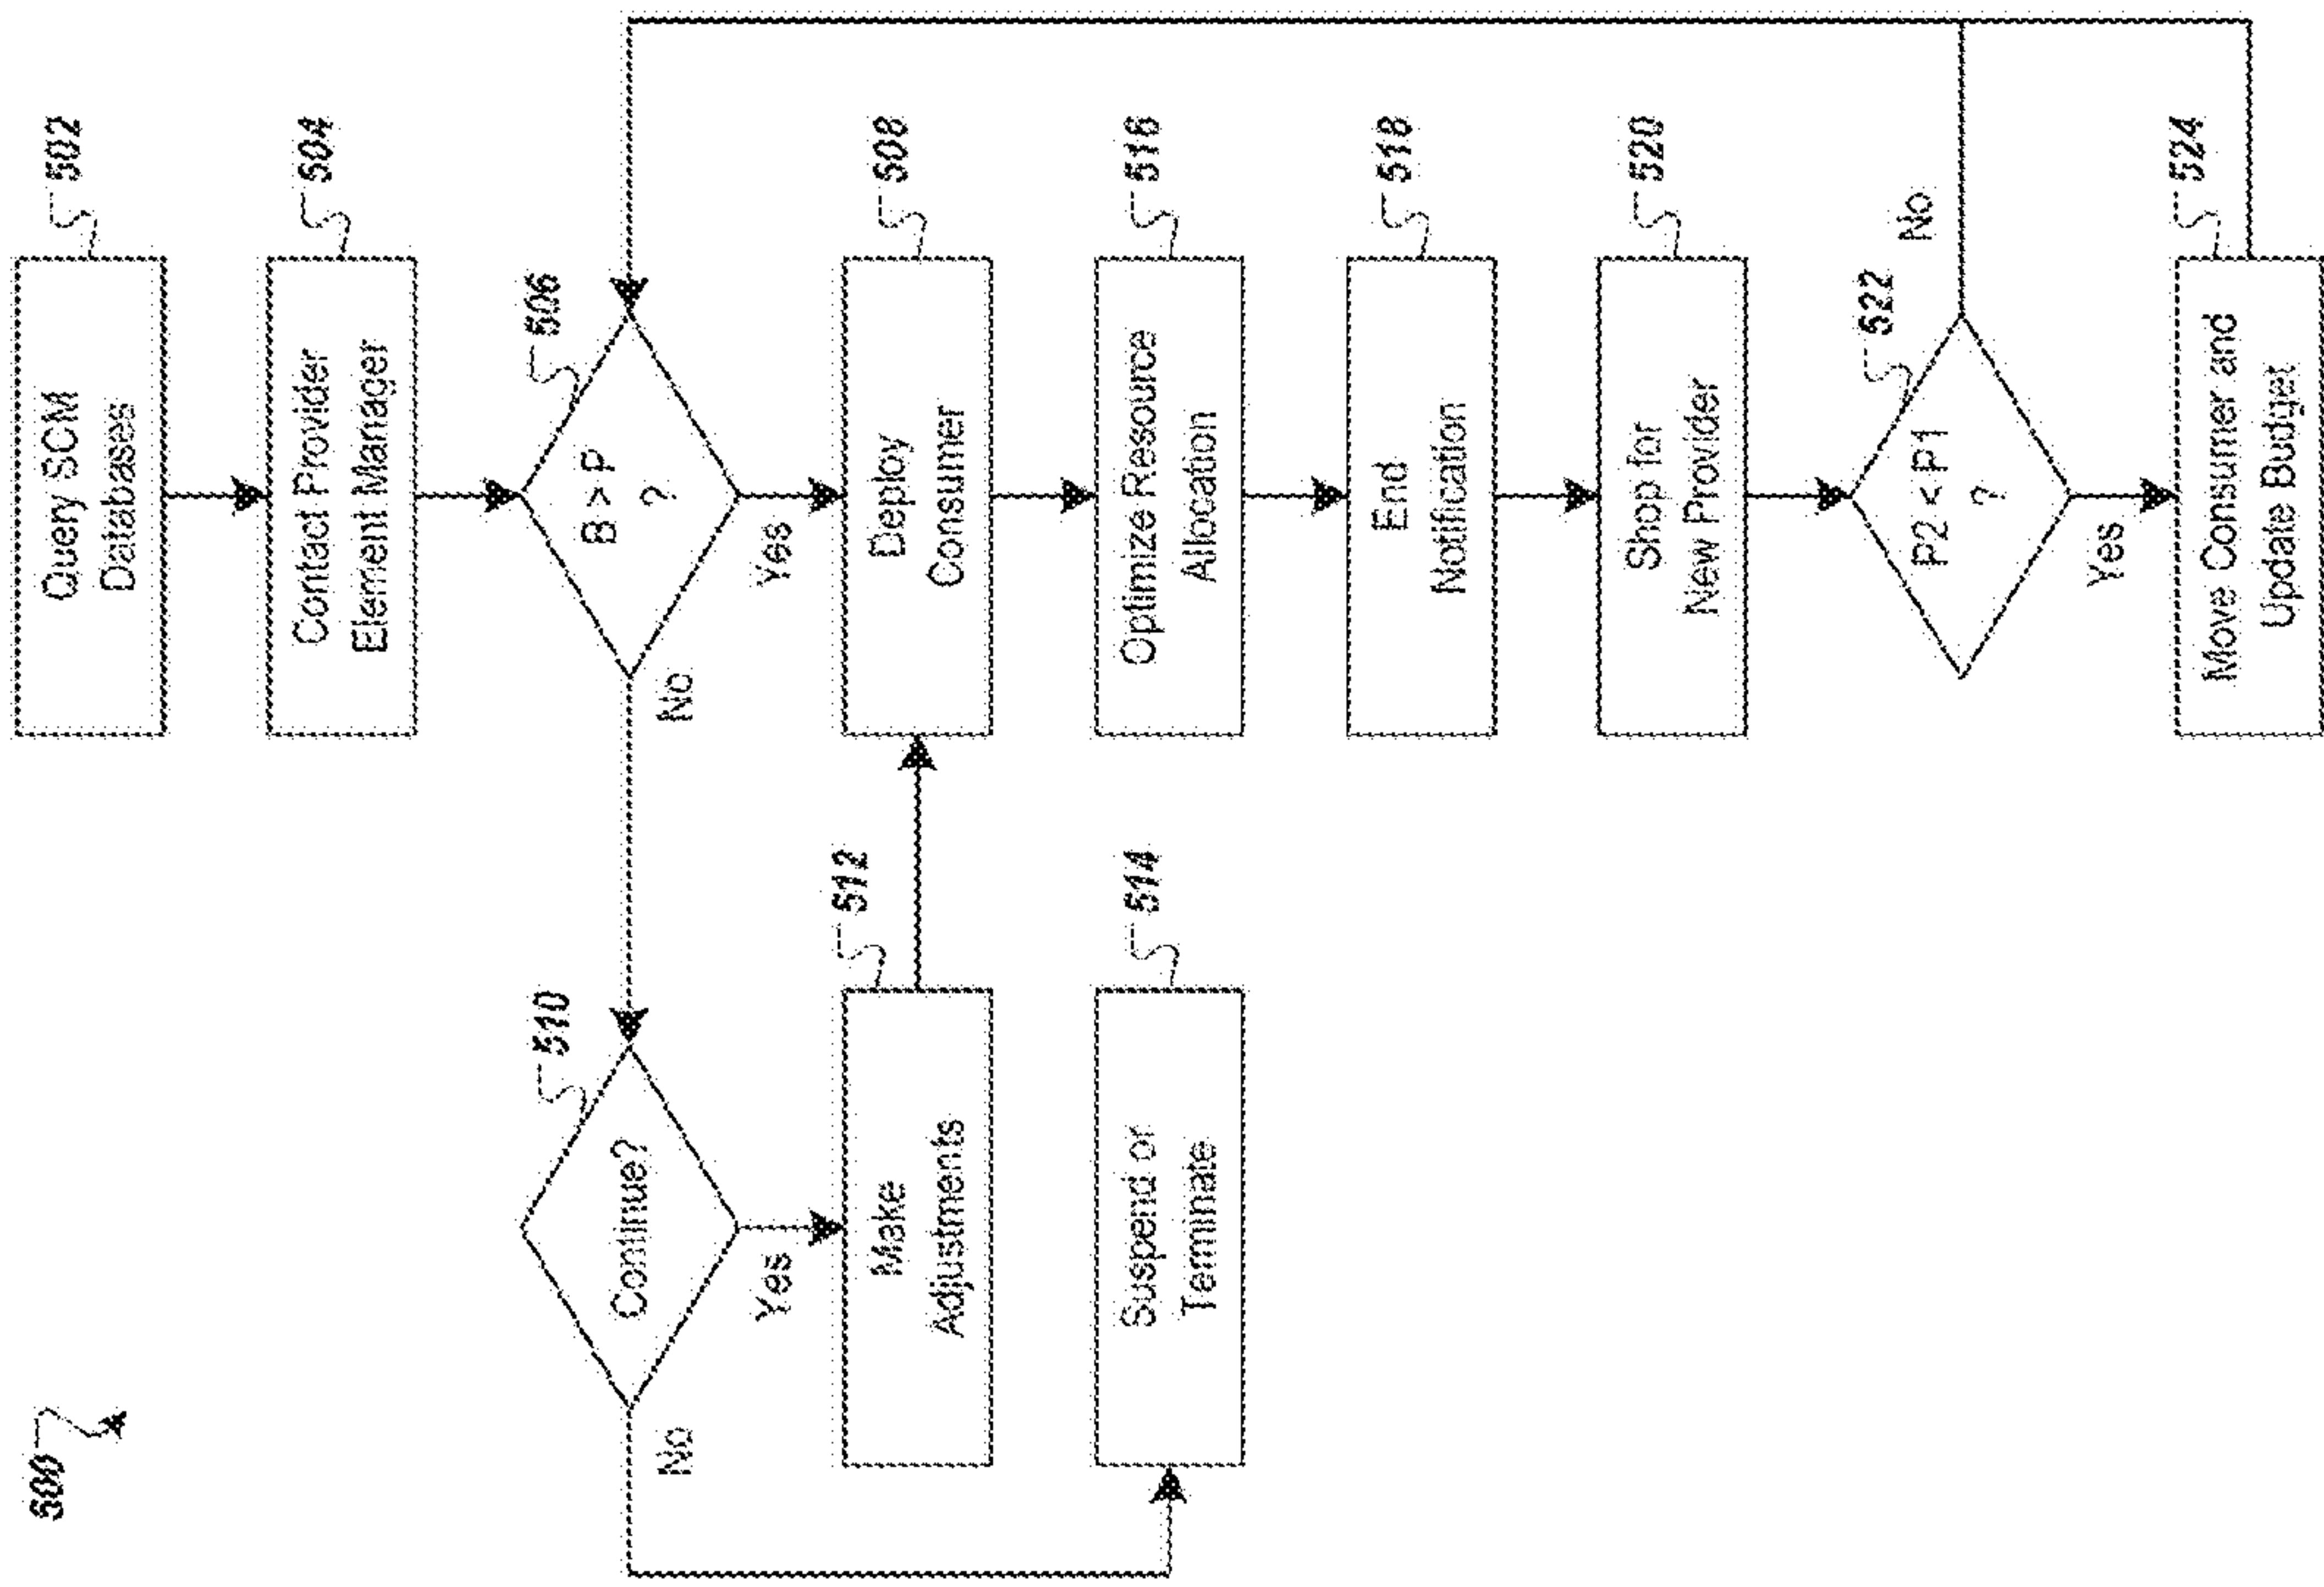 500
Query SCM
Databases
502
Contact Provider
Element Manager
504
B > P
?
506
No
Yes
Continue?
510
No
Yes
Make
Adjustments
512
Deploy
Consumer
508
Suspend or
Terminate
514
Optimize Resource
Allocation
516
End
Notification
518
Shop for
New Provider
520
P2 < P1
?
522
No
Yes
Move Consumer and
Update Budget
524